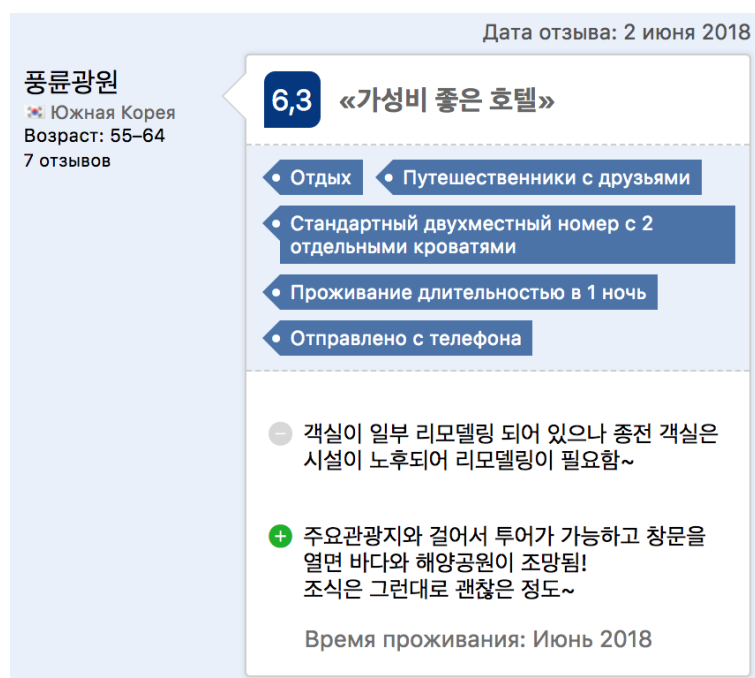 Дата отзыва: 2 июня 2018
풍륜광원
Южная Корея
Возраст: 55–64
7 отзывов
6,3
«가성비 좋은 호텔»
Отдых
Путешественники с друзьями
Стандартный двухместный номер с 2
отдельными кроватями
Проживание длительностью в 1 ночь
Отправлено с телефона
객실이 일부 리모델링 되어 있으나 종전 객실은
시설이 노후되어 리모델링이 필요함~
주요관광지와 걸어서 투어가 가능하고 창문을
열면 바다와 해양공원이 조망됨!
조식은 그런대로 괜찮은 정도~
Время проживания: Июнь 2018